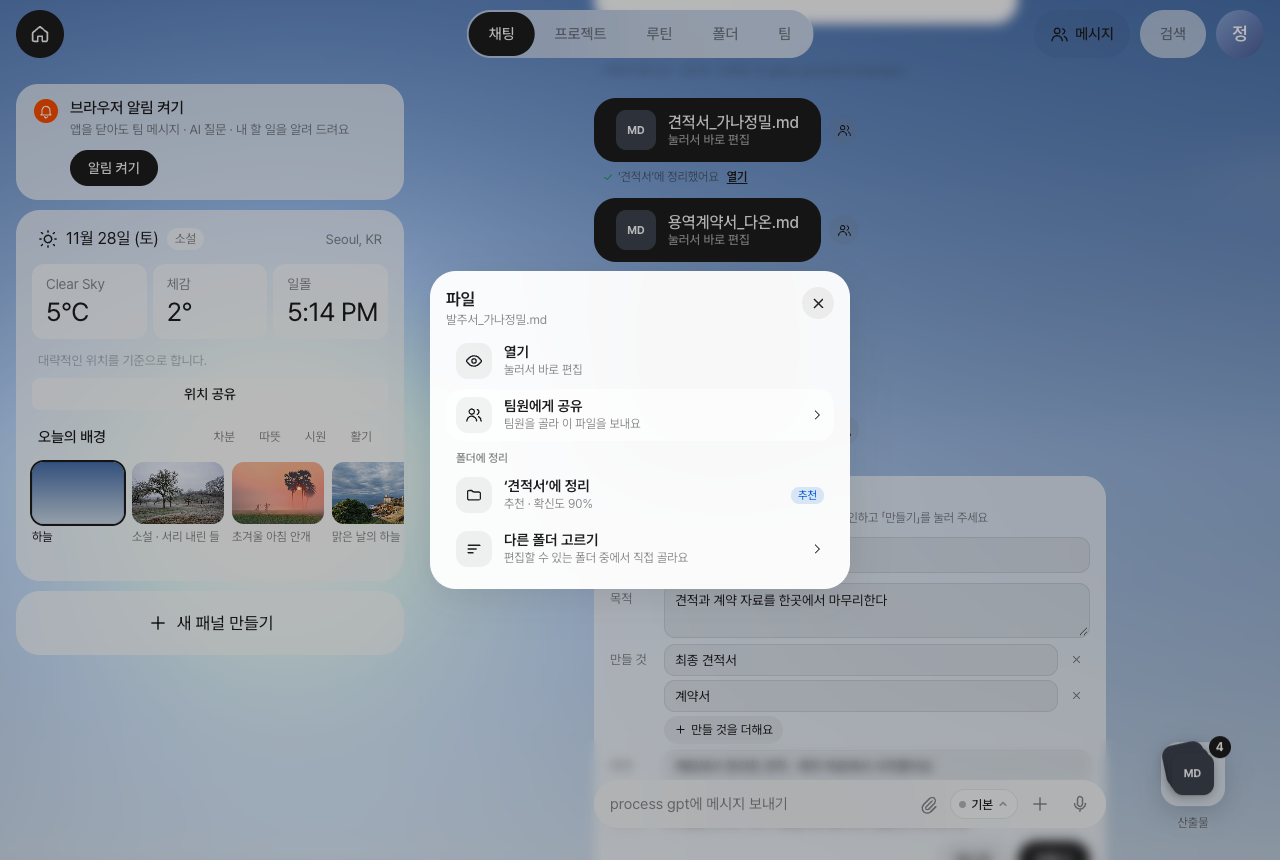 채팅
프로젝트
루틴
폴더
팀
메시지
검색
정
브라우저 알림 켜기
앱을 닫아도 팀 메시지 · AI 질문 · 내 할 일을 알려 드려요
알림 켜기
11월 28일 (토)
소설
Seoul, KR
Clear Sky
5°C
체감
2°
일몰
5:14 PM
대략적인 위치를 기준으로 합니다.
위치 공유
오늘의 배경
차분
따뜻
시원
활기
하늘
소설 · 서리 내린 들
초겨울 아침 안개
맑은 날의 하늘
새 패널 만들기
MD
견적서_가나정밀.md
눌러서 바로 편집
‘견적서’에 정리했어요 열기
MD
용역계약서_다온.md
눌러서 바로 편집
파일
발주서_가나정밀.md
열기
눌러서 바로 편집
팀원에게 공유
팀원을 골라 이 파일을 보내요
폴더에 정리
‘견적서’에 정리
추천 · 확신도 90%
추천
다른 폴더 고르기
편집할 수 있는 폴더 중에서 직접 골라요
하고 「만들기」를 눌러 주세요
목적
견적과 계약 자료를 한곳에서 마무리한다
만들 것
최종 견적서
계약서
만들 것을 더해요
process gpt에 메시지 보내기
기본
4
MD
산출물